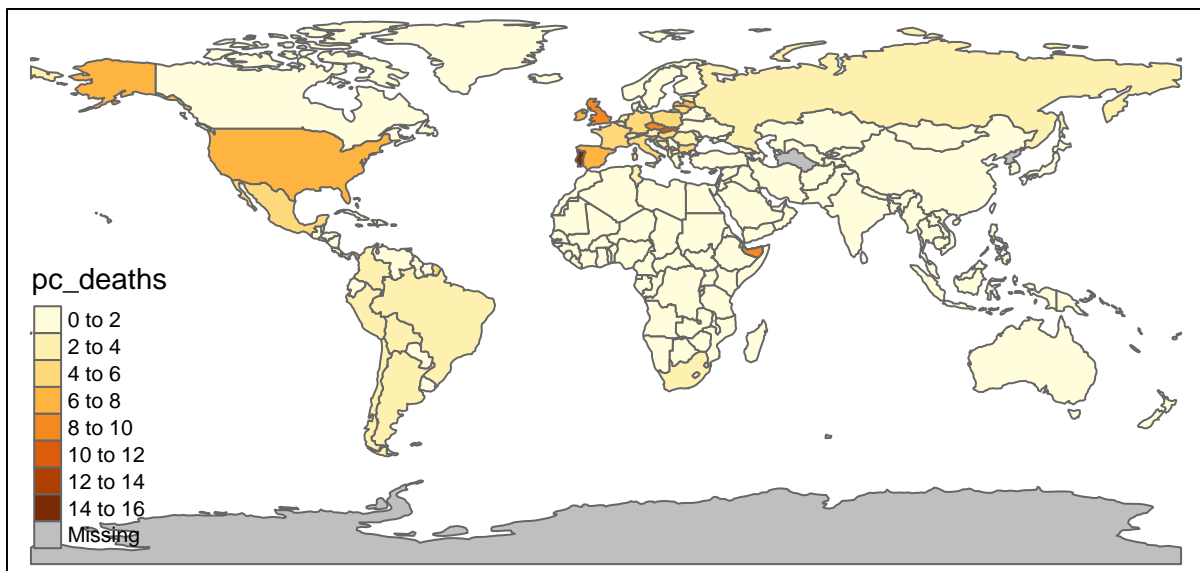 pc_deaths
0 to 2
2 to 4
4 to 6
6 to 8
8 to 10
10 to 12
12 to 14
14 to 16
Missing